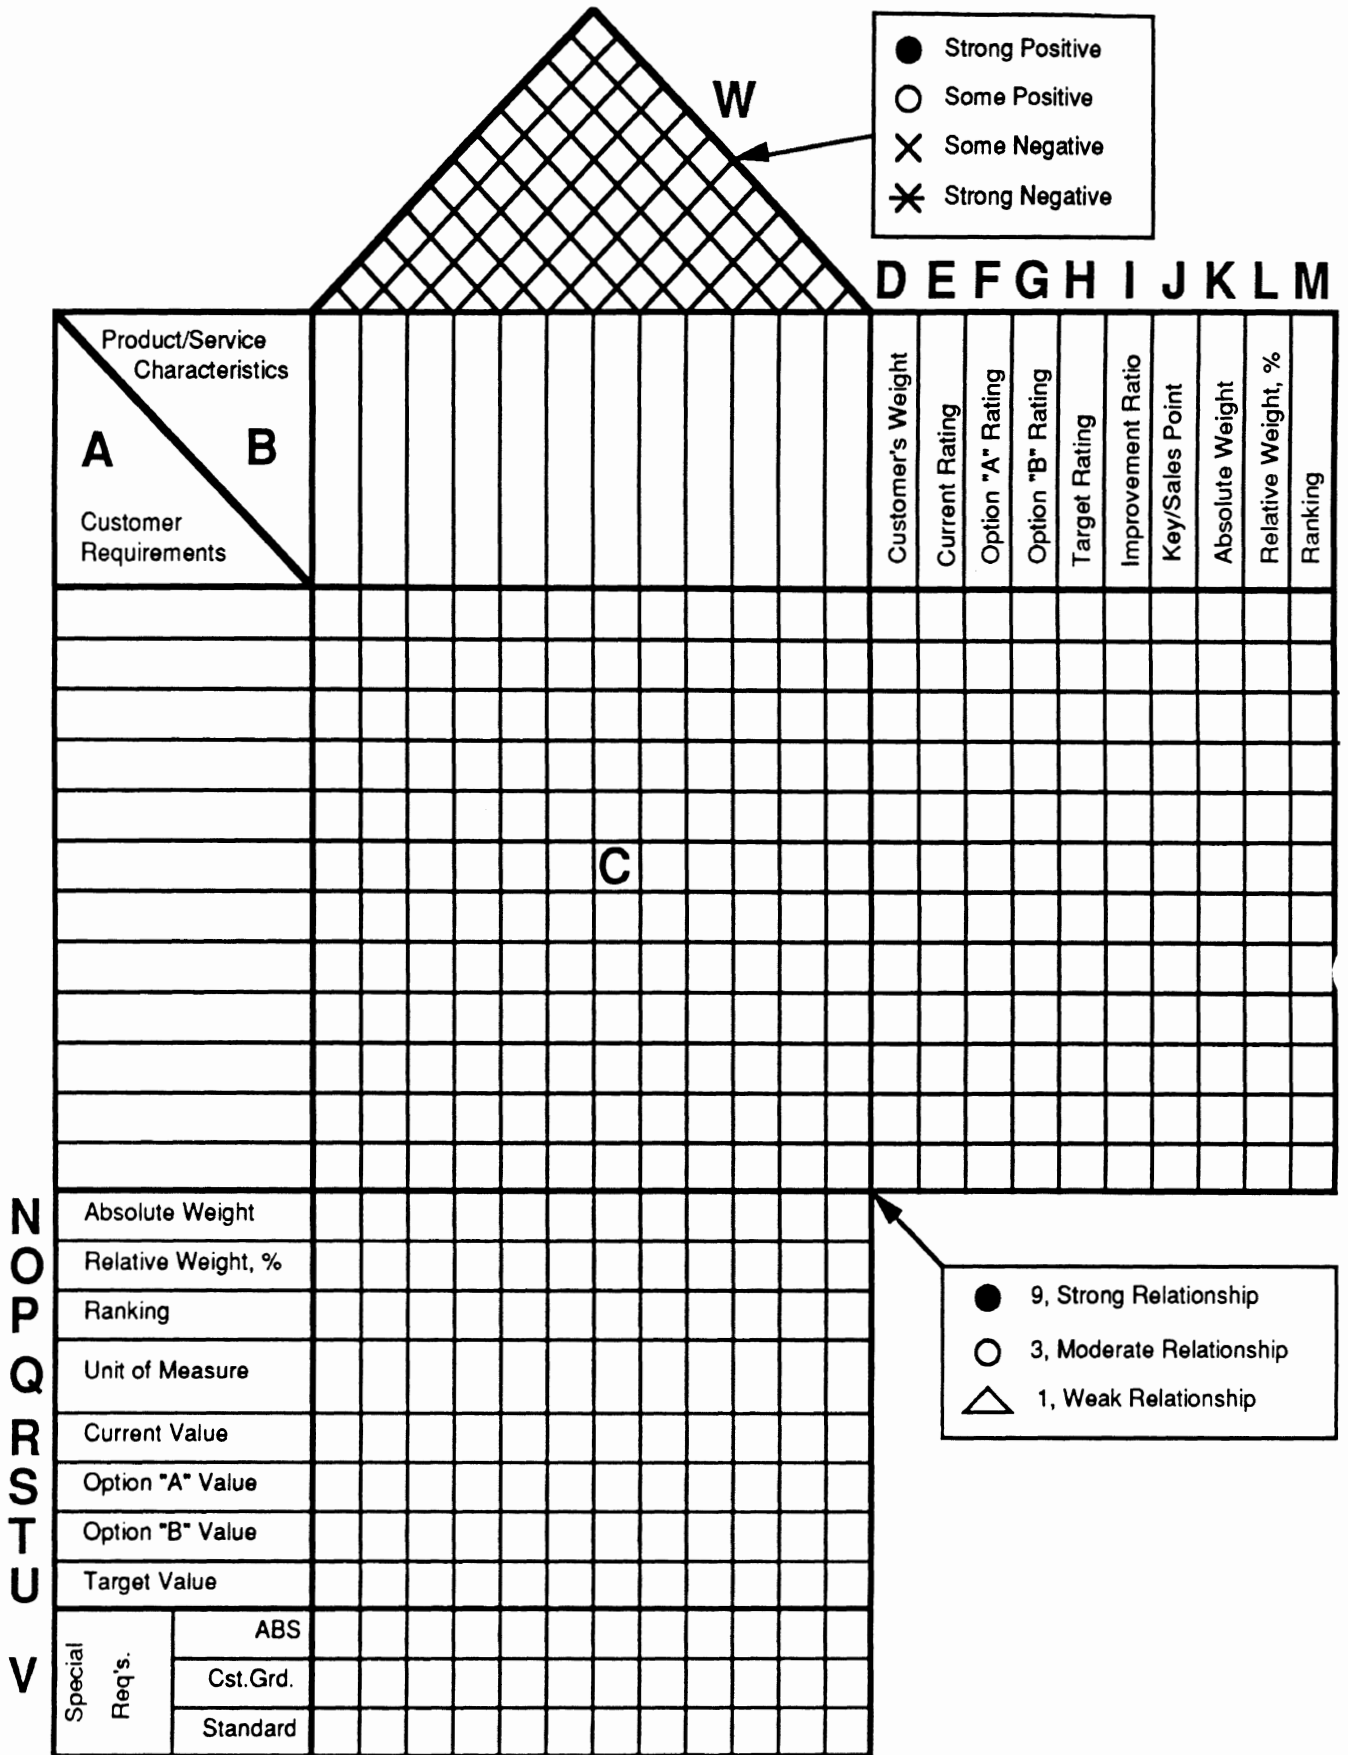 W
Strong Positive
Some Positive
Some Negative
Strong Negative
D E F G H I J K L M
Product/Service
Characteristics
A
B
Customer
Requirements
Customer's Weight
Current Rating
Option "A" Rating
Option "B" Rating
Target Rating
Improvement Ratio
Key/Sales Point
Absolute Weight
Relative Weight, %
Ranking
C
N Absolute Weight
O Relative Weight, %
P Ranking
Q Unit of Measure
R Current Value
S Option "A" Value
T Option "B" Value
U Target Value
V
Special
Req's.
ABS
Cst.Grd.
Standard
9, Strong Relationship
3, Moderate Relationship
1, Weak Relationship